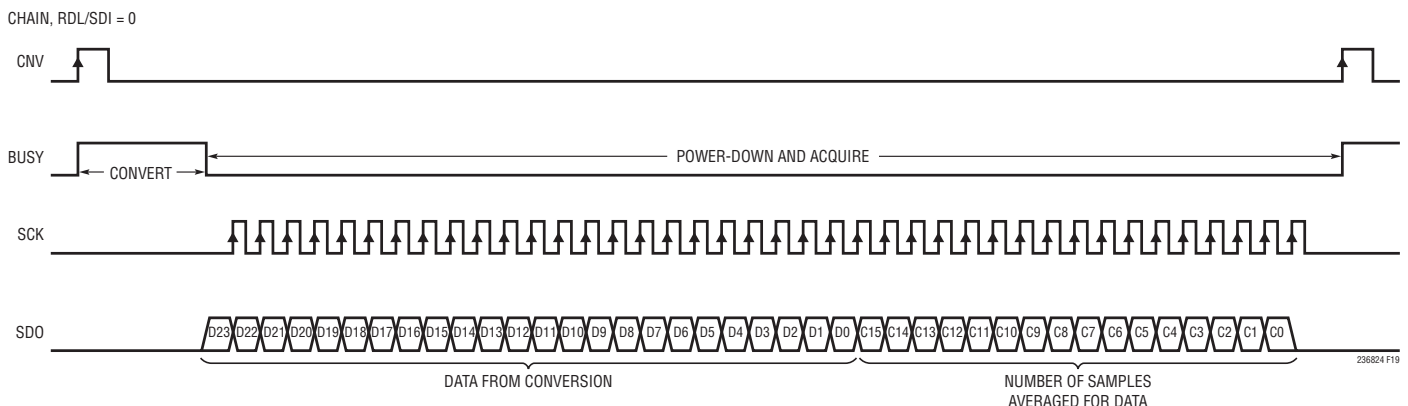 CHAIN, RDL/SDI = 0
CNV
BUSY
CONVERT
POWER-DOWN AND ACQUIRE
SCK
SDO
D23 D22 D21 D20 D19 D18 D17 D16 D15 D14 D13 D12 D11 D10 D9 D8 D7 D6 D5 D4 D3 D2 D1 D0 C15 C14 C13 C12 C11 C10 C9 C8 C7 C6 C5 C4 C3 C2 C1 C0
236824 F19
DATA FROM CONVERSION
NUMBER OF SAMPLES
AVERAGED FOR DATA